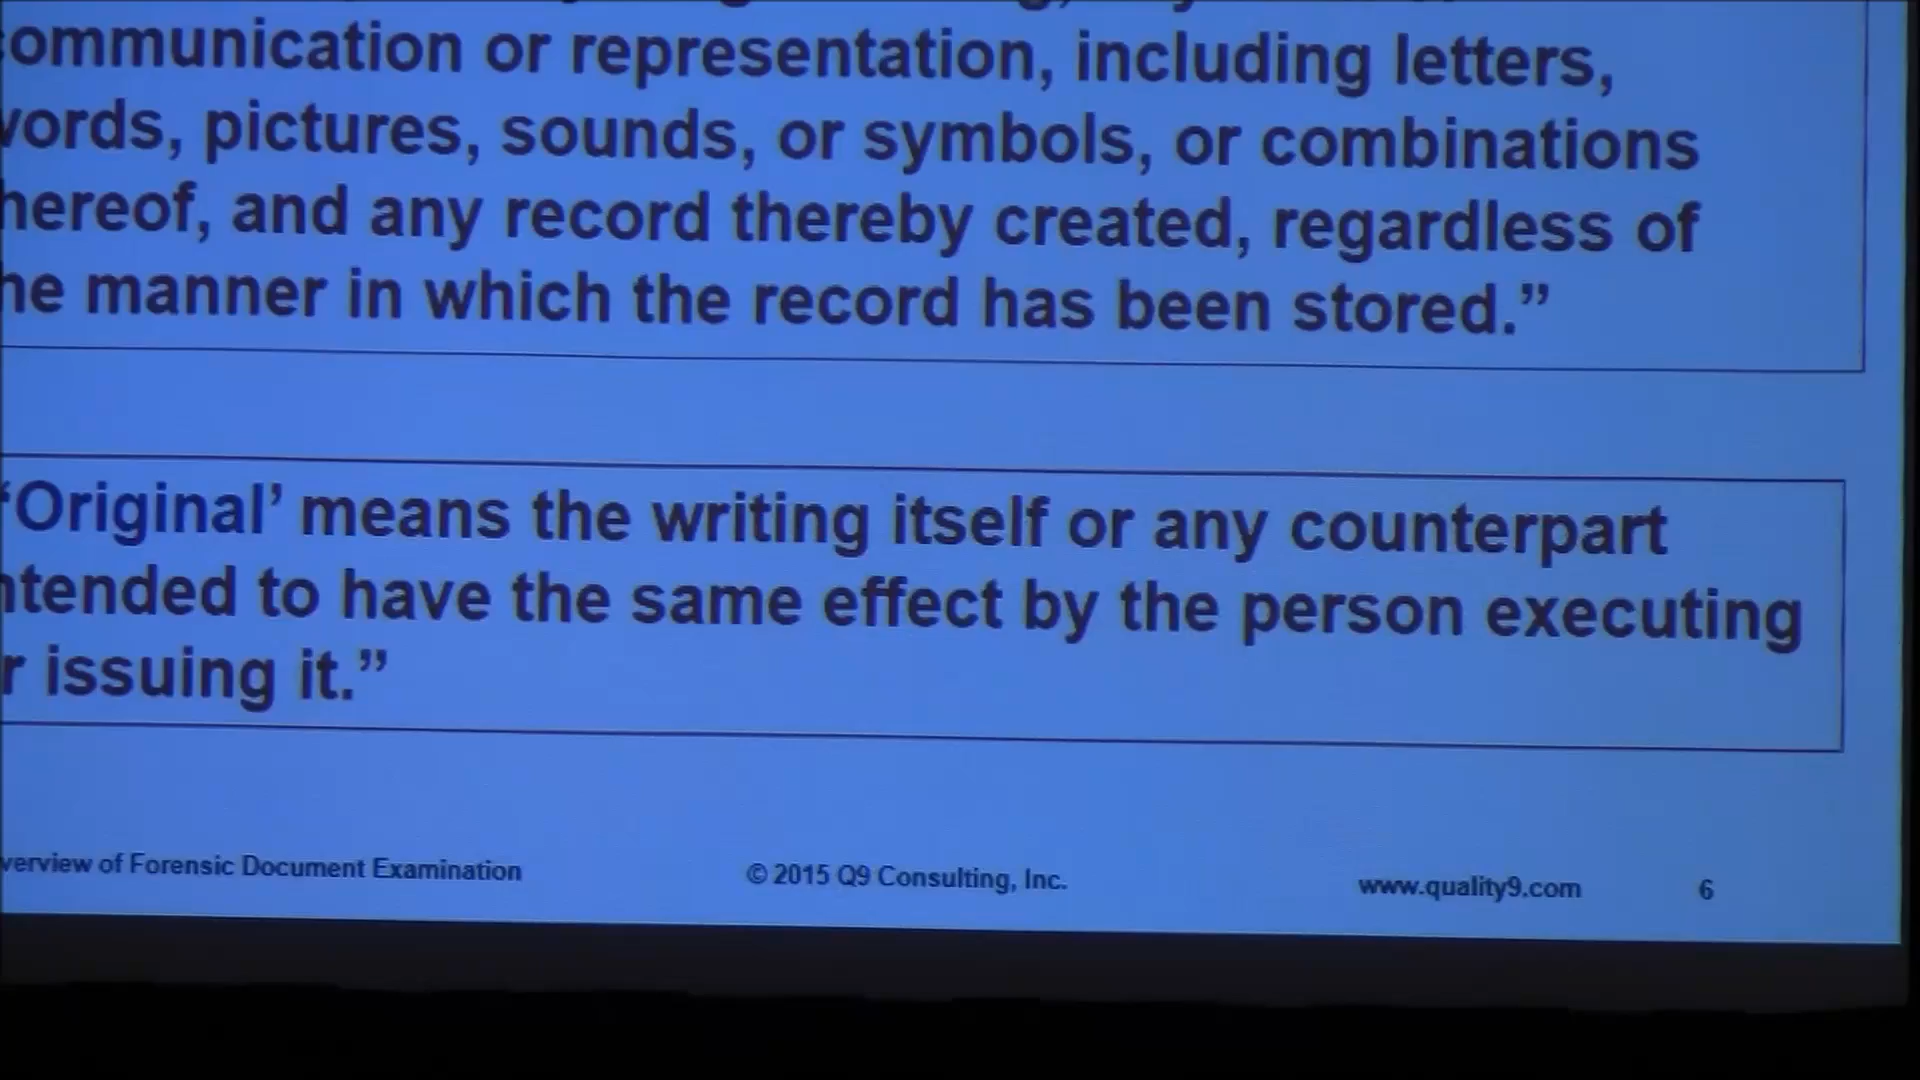 ommunication or representation, including letters,
ords, pictures, sounds, or symbols, or combinations
hereof, and any record thereby created, regardless of
he manner in which the record has been stored.”
‘Original’ means the writing itself or any counterpart
ntended to have the same effect by the person executing
r issuing it.”
verview of Forensic Document Examination
© 2015 Q9 Consulting, Inc.
www.quality9.com
6